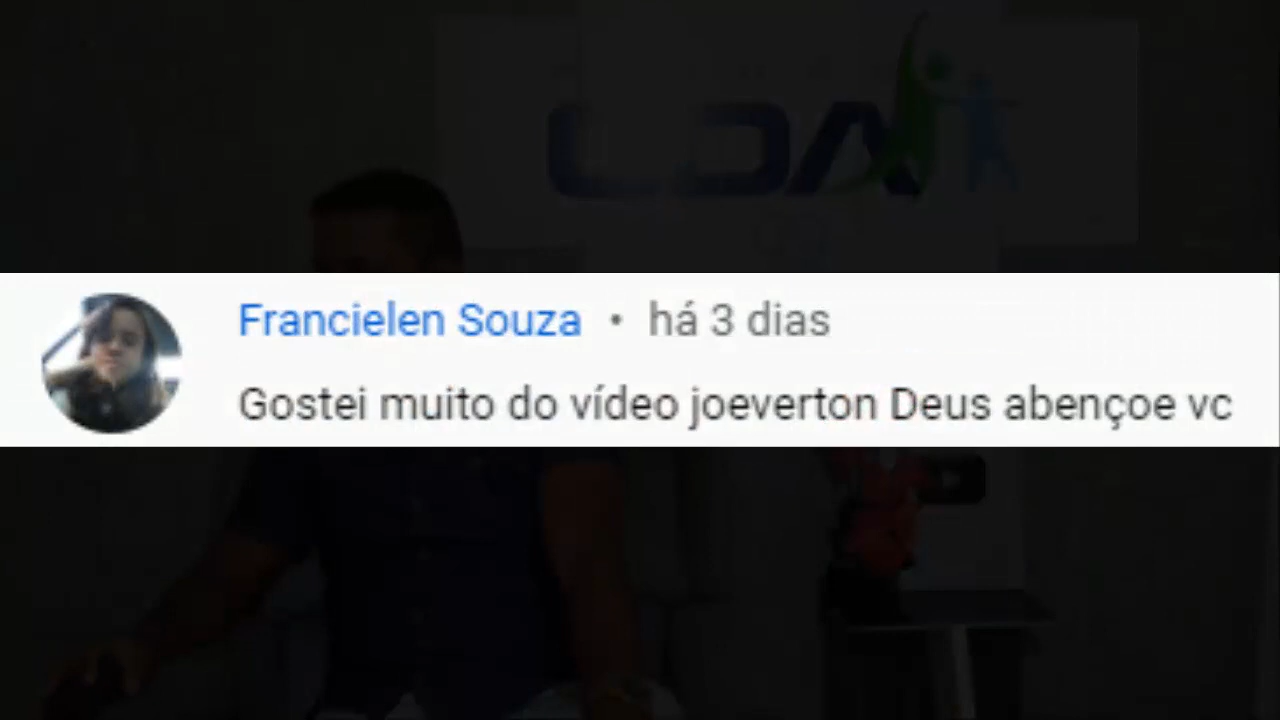 Francielen Souza • há 3 dias
Gostei muito do vídeo joeverton Deus abençoe vc